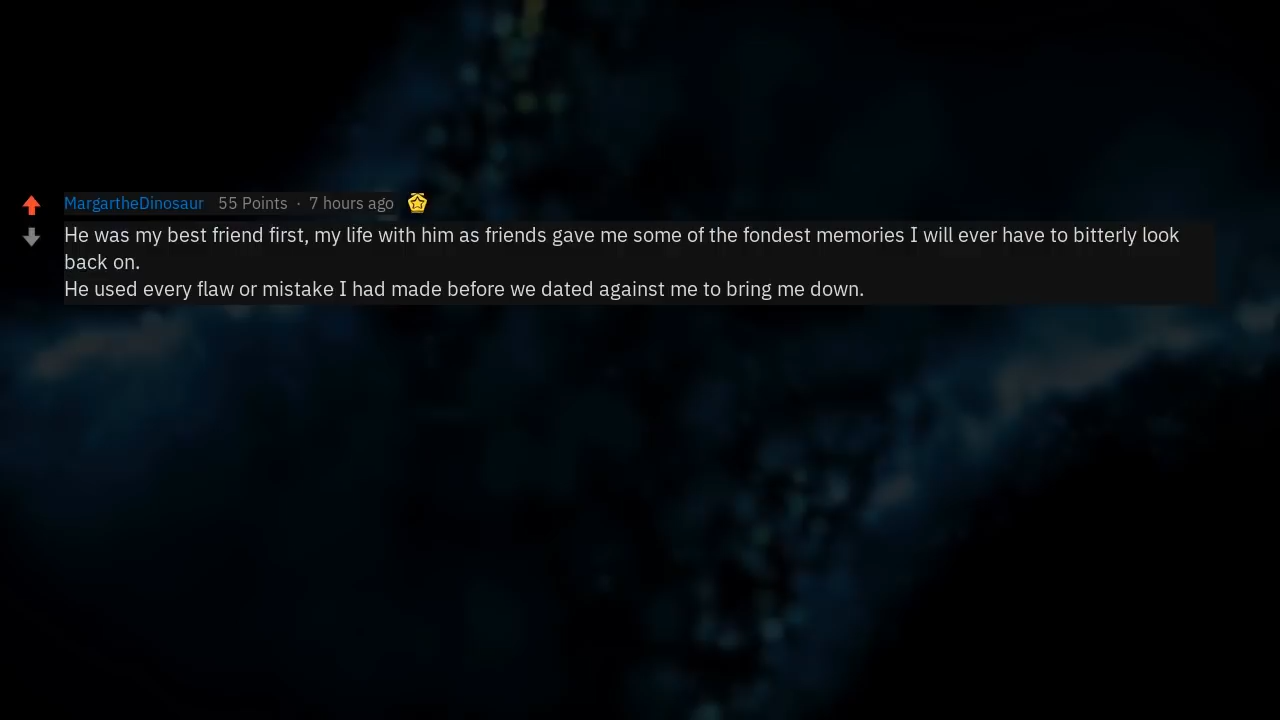 MargartheDinosaur 55 Points · 7 hours ago
He was my best friend first, my life with him as friends gave me some of the fondest memories I will ever have to bitterly look
back on.
He used every flaw or mistake I had made before we dated against me to bring me down.